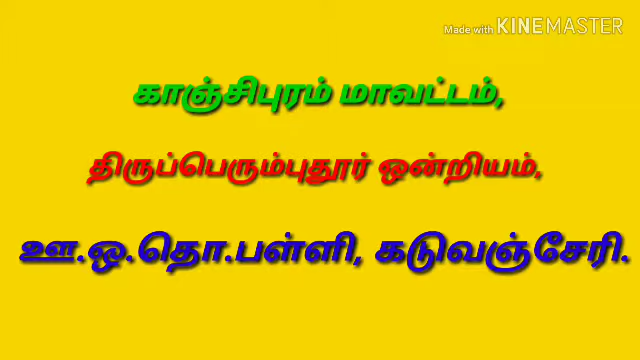 Made with KINEMASTER
காஞ்சிபுரம் மாவட்டம்,
திருப்பெரும்புதூர் ஒன்றியம்,
ஊ.ஒ.தொ.பள்ளி, கடுவஞ்சேரி.